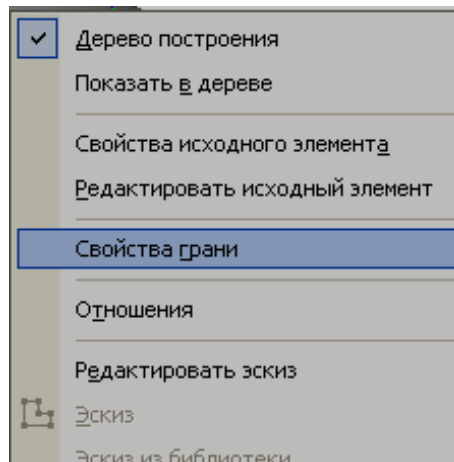 Дерево построения
Показать в дереве
Свойства исходного элемента
Редактировать исходный элемент
Свойства грани
Отношения
Редактировать эскиз
Эскиз
Эскиз из библиотеки